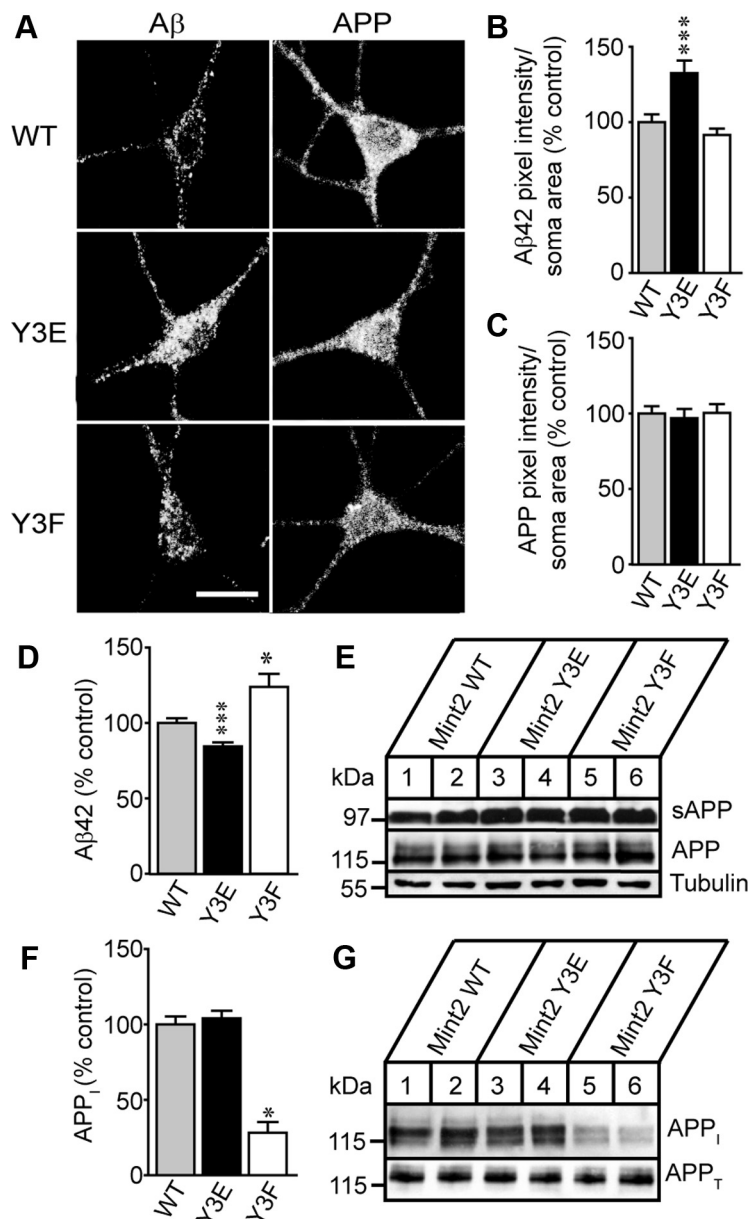 A
Aβ
APP
WT
Y3E
Y3F
B
Aβ42 pixel intensity/
soma area (% control)
150
100
50
0
***
WT
Y3E
Y3F
C
APP pixel intensity/
soma area (% control)
150
100
50
0
WT
Y3E
Y3F
D
Aβ42 (% control)
150
100
50
0
***
*
WT
Y3E
Y3F
E
Mint2 WT
Mint2 Y3E
Mint2 Y3F
kDa
1 2 3 4 5 6
97
sAPP
115
APP
55
Tubulin
F
APPI (% control)
150
100
50
0
*
WT
Y3E
Y3F
G
Mint2 WT
Mint2 Y3E
Mint2 Y3F
kDa
1 2 3 4 5 6
115
APPI
115
APPT